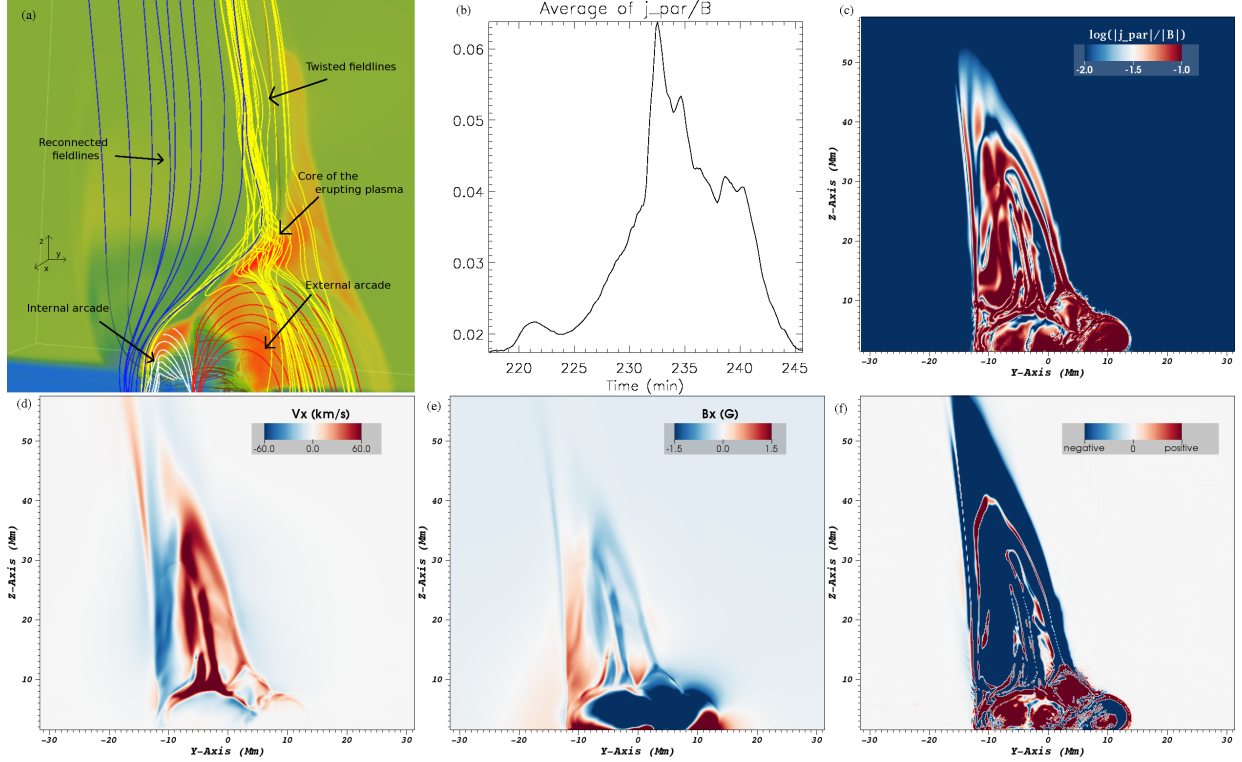 (a)
Twisted fieldlines
Reconnected
fieldlines
Core of the
erupting plasma
z
y
x
Internal arcade
External arcade
(b)
Average of j_par/B
0.06
0.05
0.04
0.03
0.02
220 225 230 235 240 245
Time (min)
(c)
log(|j_par|/|B|)
-2.0 -1.5 -1.0
50
40
30
20
10
Z-Axis (Mm)
-30 -20 -10 0 10 20 30
Y-Axis (Mm)
(d)
Vx (km/s)
-60.0 0.0 60.0
50
40
30
20
10
Z-Axis (Mm)
-30 -20 -10 0 10 20 30
Y-Axis (Mm)
(e)
Bx (G)
-1.5 0.0 1.5
50
40
30
20
10
Z-Axis (Mm)
-30 -20 -10 0 10 20 30
Y-Axis (Mm)
(f)
negative 0 positive
50
40
30
20
10
Z-Axis (Mm)
-30 -20 -10 0 10 20 30
Y-Axis (Mm)